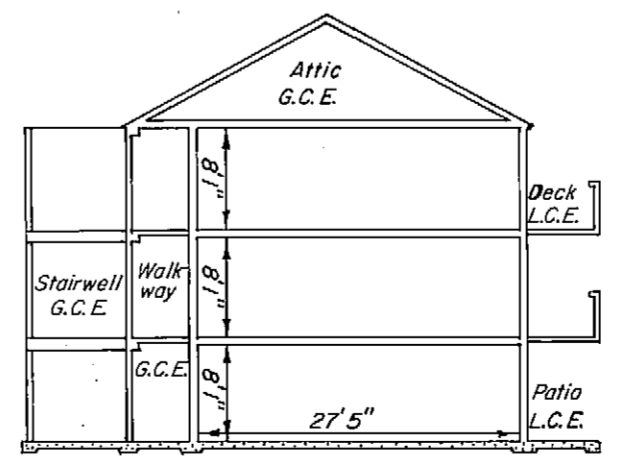 Attic
G.C.E.
8'1"
Deck
L.C.E.
Stairwell
G.C.E.
Walk-
way
8'1"
G.C.E.
8'1"
27'5"
Patio
L.C.E.